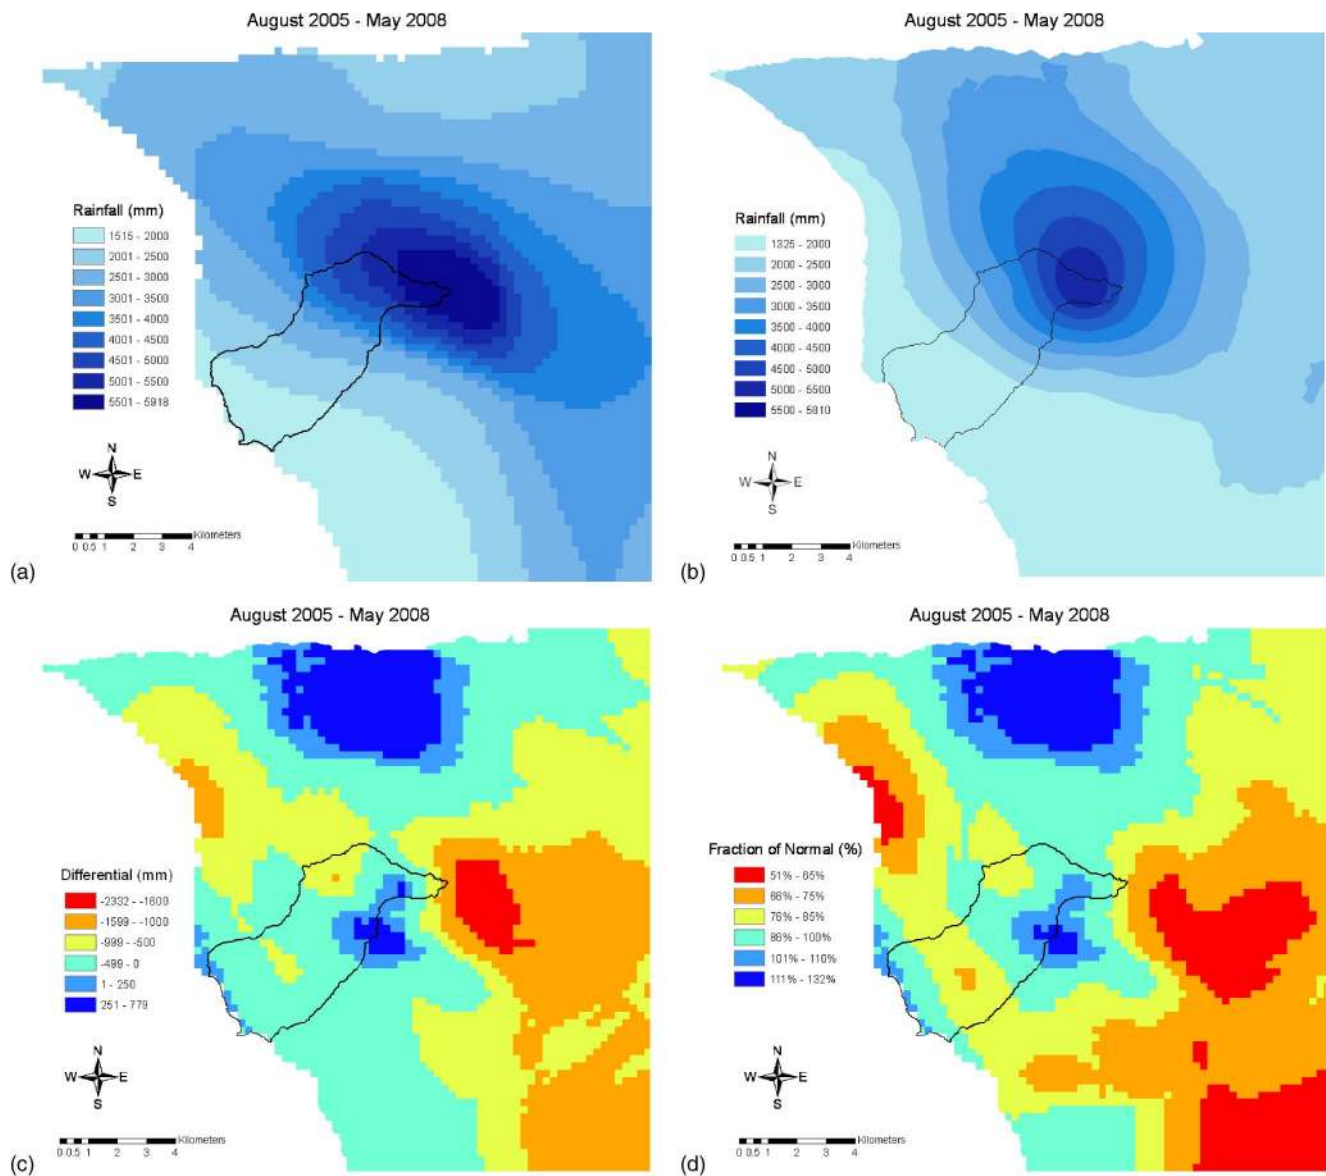 August 2005 - May 2008
Rainfall (mm)
1515 - 2000
2001 - 2500
2501 - 3000
3001 - 3500
3501 - 4000
4001 - 4500
4501 - 5000
5001 - 5500
5501 - 5918
N
W E
S
0 0.5 1 2 3 4 Kilometers
(a)
August 2005 - May 2008
Rainfall (mm)
1325 - 2000
2000 - 2500
2500 - 3000
3000 - 3500
3500 - 4000
4000 - 4500
4500 - 5000
5000 - 5500
5500 - 5810
N
W E
S
0 0.5 1 2 3 4 Kilometers
(b)
August 2005 - May 2008
Differential (mm)
-2332 - -1600
-1599 - -1000
-999 - -500
-499 - 0
1 - 250
251 - 779
N
W E
S
0 0.5 1 2 3 4 Kilometers
(c)
August 2005 - May 2008
Fraction of Normal (%)
51% - 65%
66% - 75%
76% - 85%
86% - 100%
101% - 110%
111% - 132%
N
W E
S
0 0.5 1 2 3 4 Kilometers
(d)